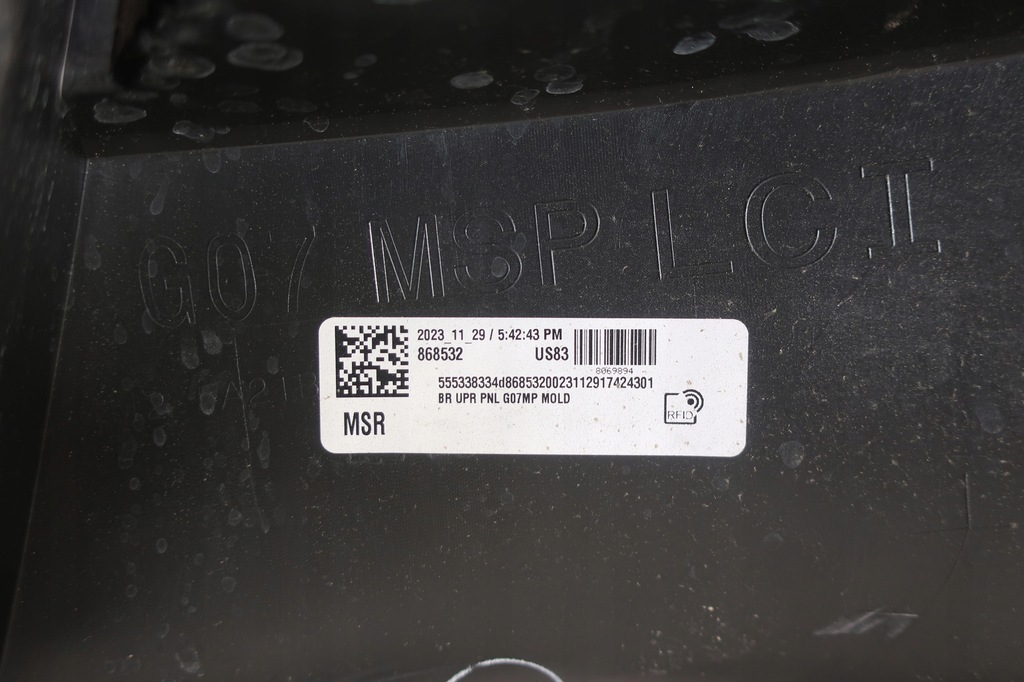 G07 MSP LCI
2023_11_29 / 5:42:43 PM
868532 US83
8069894
555338334d8685320023112917424301
BR UPR PNL G07MP MOLD
MSR
RFID